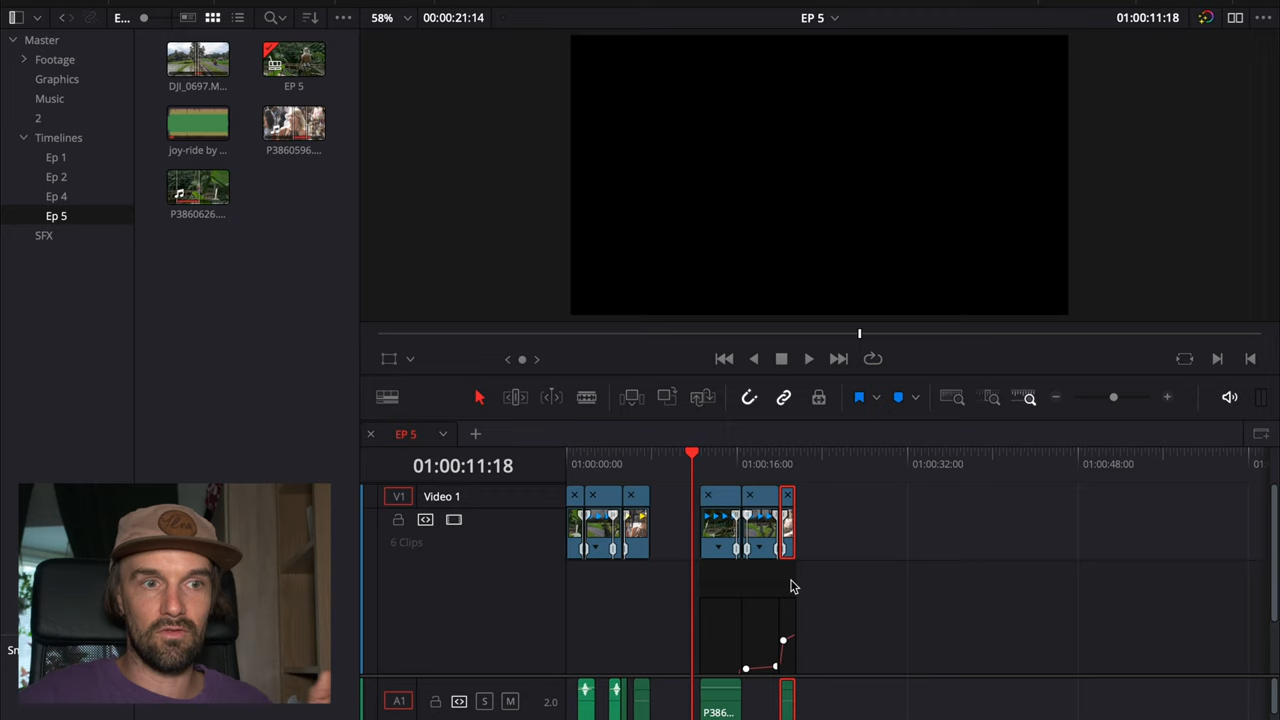 E...
58%
00:00:21:14
EP 5
01:00:11:18
Master
Footage
Graphics
Music
2
Timelines
Ep 1
Ep 2
Ep 4
Ep 5
SFX
DJI_0697.M...
EP 5
joy-ride by ...
P3860596....
P3860626....
EP 5
01:00:11:18
01:00:00:00
01:00:16:00
01:00:32:00
01:00:48:00
01:
V1
Video 1
6 Clips
A1
S
M
2.0
P386...